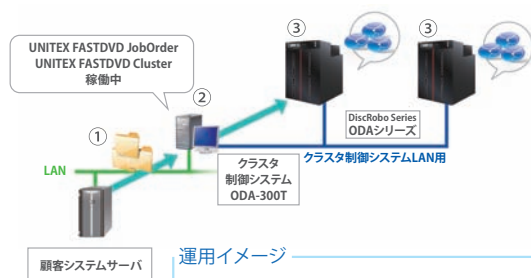 UNITEX FASTDVD JobOrder
UNITEX FASTDVD Cluster
稼働中
③
③
②
①
DiscRobo Series
ODAシリーズ
クラスタ制御システムLAN用
LAN
クラスタ
制御システム
ODA-300T
顧客システムサーバ
運用イメージ